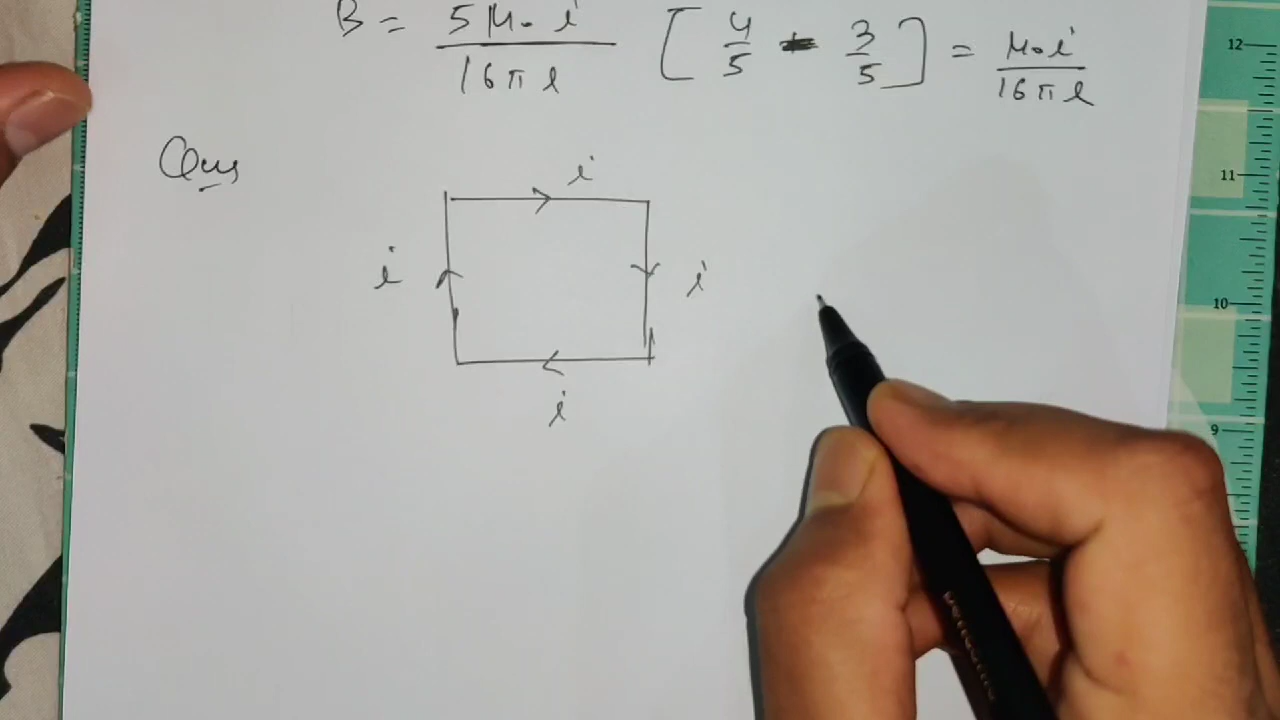 B = 5μ₀i / 16πl [4/5 - 3/5] = μ₀i / 16πl
Ques
i
i i
i
12
11
10
9